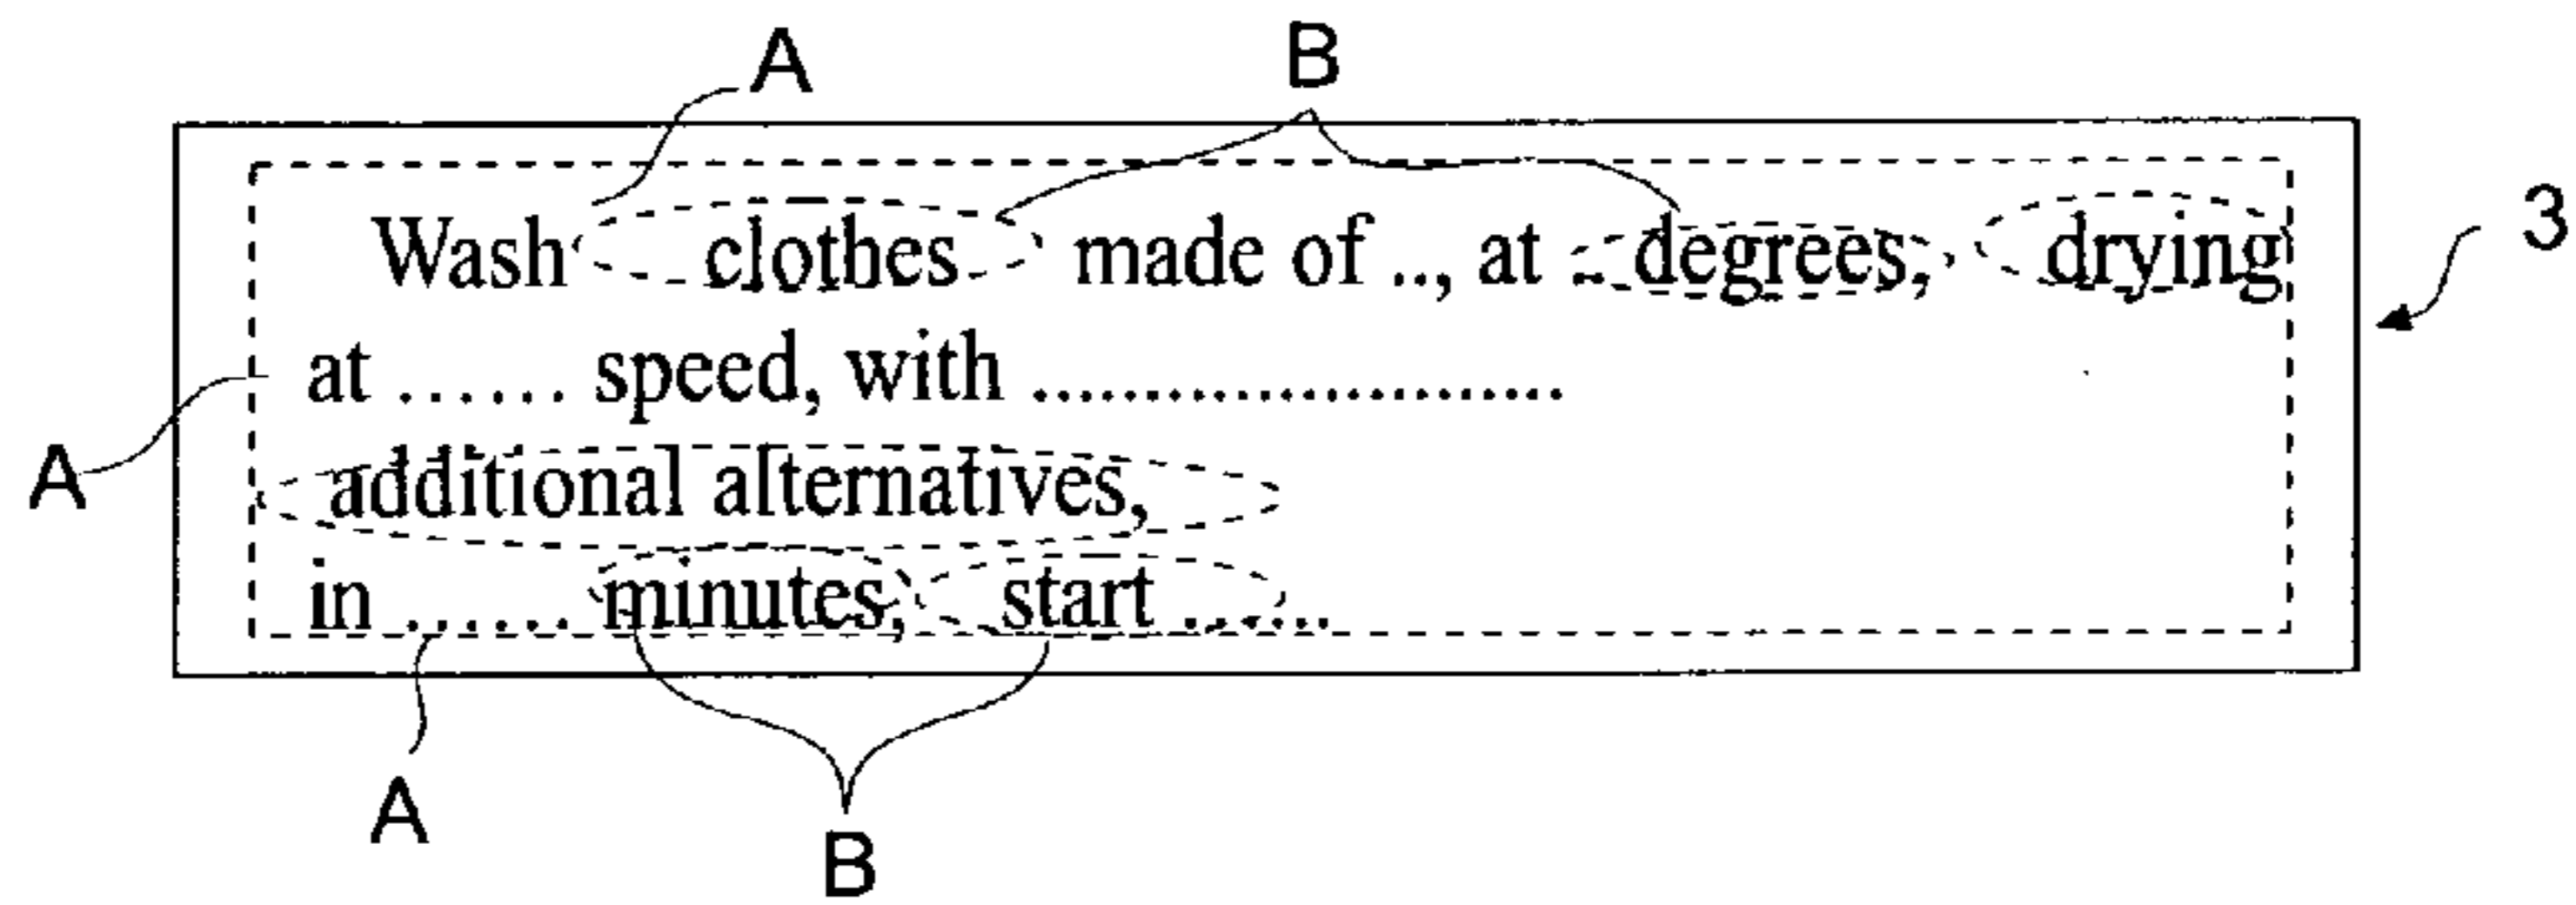 A B
Wash clothes made of .., at .. degrees, drying
3
at ...... speed, with .......................
A
additional alternatives,
in ...... minutes, start ......
A B